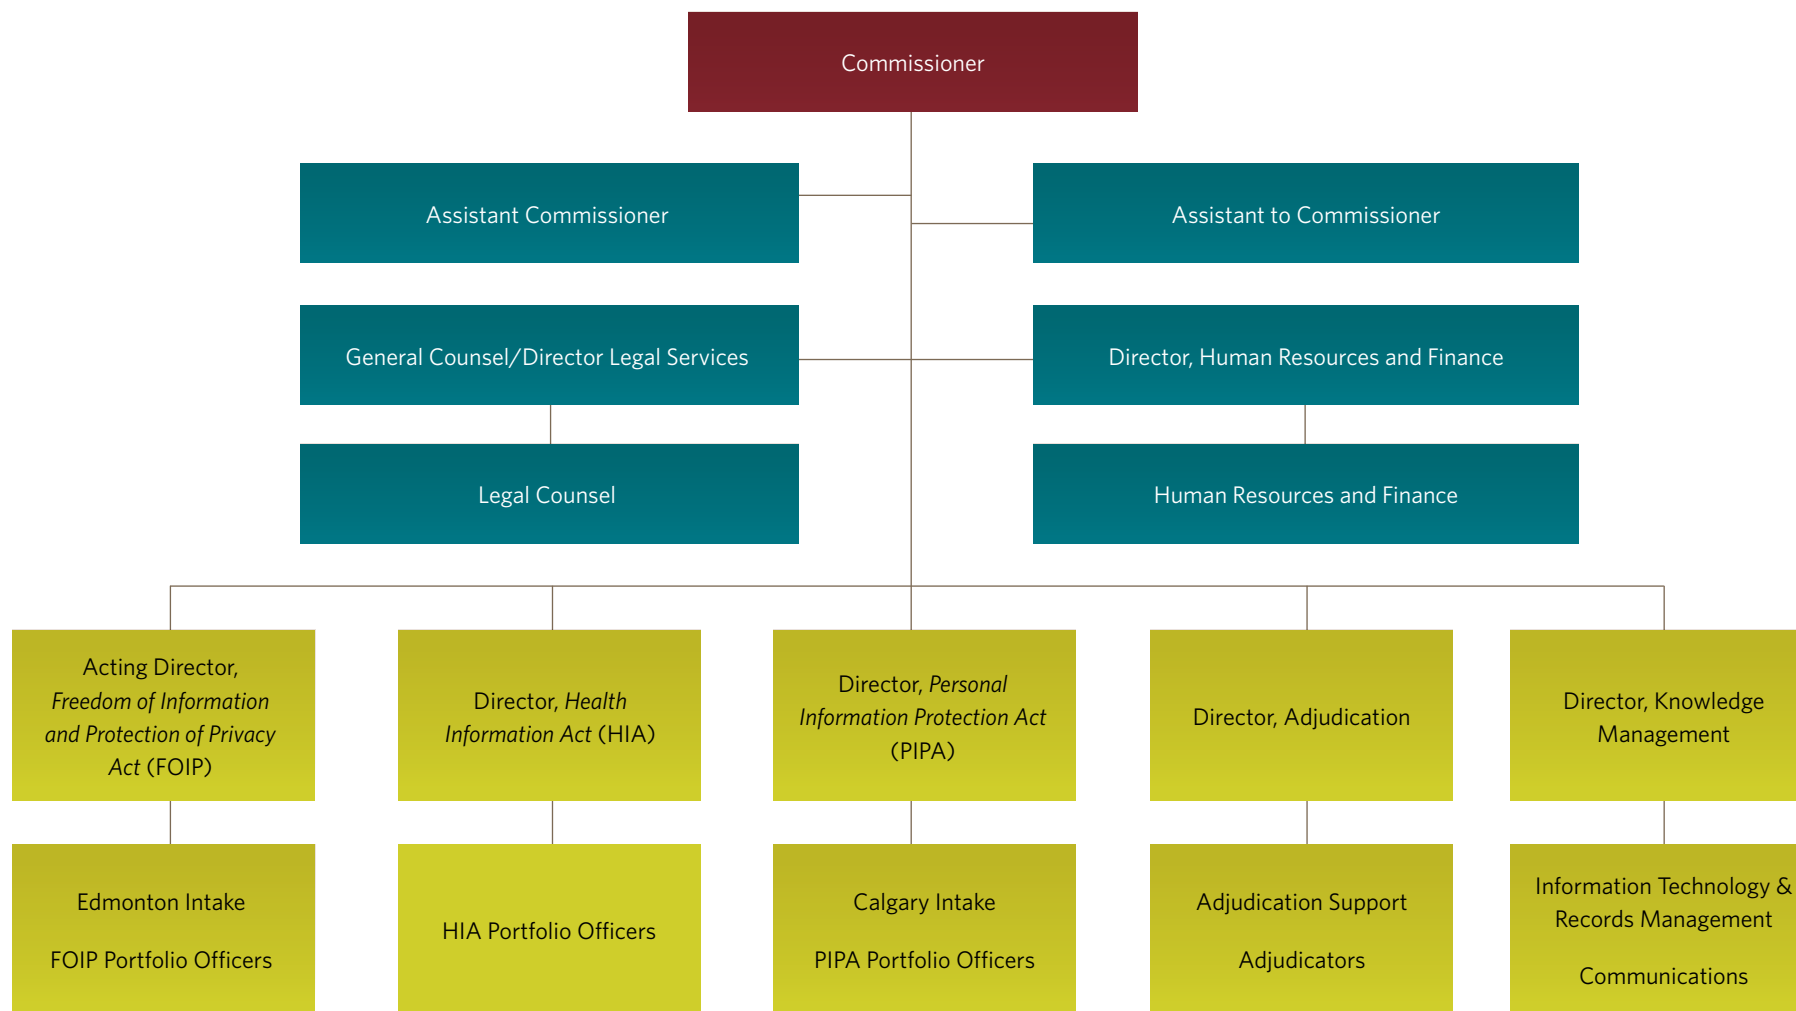 Commissioner
Assistant Commissioner
Assistant to Commissioner
General Counsel/Director Legal Services
Director, Human Resources and Finance
Legal Counsel
Human Resources and Finance
Acting Director,
Freedom of Information
and Protection of Privacy
Act (FOIP)
Director, Health
Information Act (HIA)
Director, Personal
Information Protection Act
(PIPA)
Director, Adjudication
Director, Knowledge
Management
Edmonton Intake
FOIP Portfolio Officers
HIA Portfolio Officers
Calgary Intake
PIPA Portfolio Officers
Adjudication Support
Adjudicators
Information Technology &
Records Management
Communications